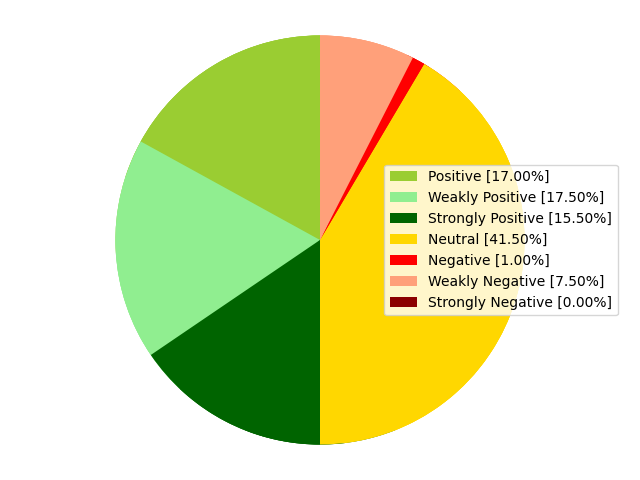 Positive [17.00%]
Weakly Positive [17.50%]
Strongly Positive [15.50%]
Neutral [41.50%]
Negative [1.00%]
Weakly Negative [7.50%]
Strongly Negative [0.00%]